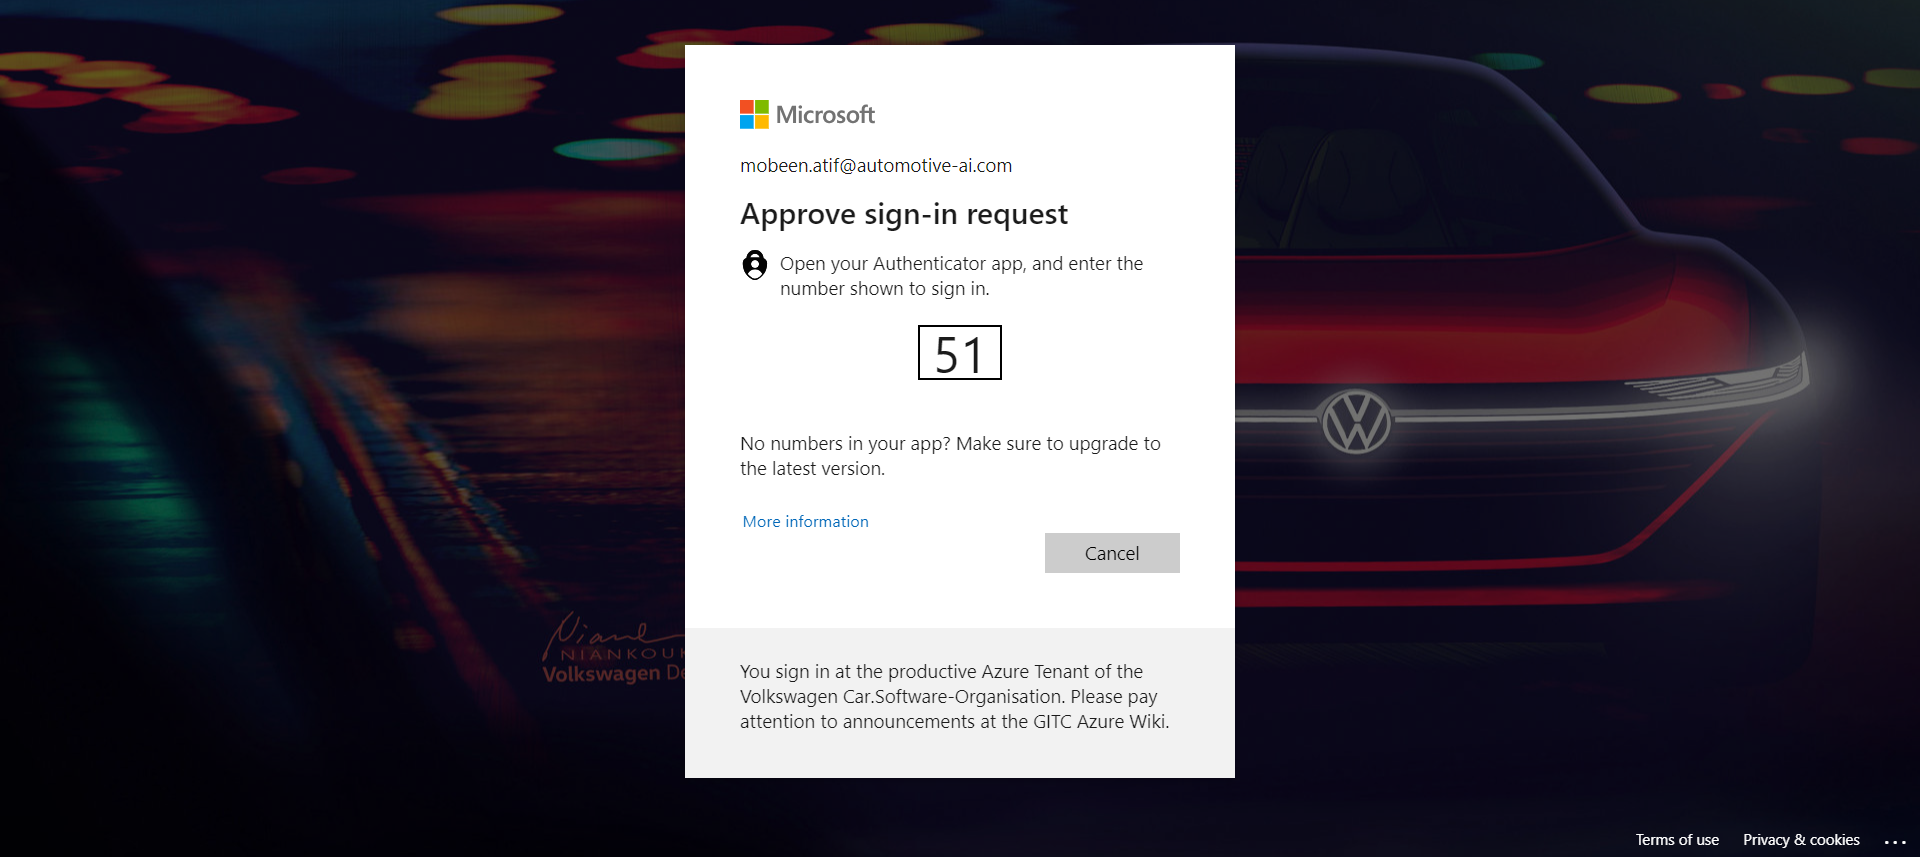 Microsoft
mobeen.atif@automotive-ai.com
Approve sign-in request
Open your Authenticator app, and enter the
number shown to sign in.
51
No numbers in your app? Make sure to upgrade to
the latest version.
More information
Cancel
NIANKOUK
Volkswagen De
You sign in at the productive Azure Tenant of the
Volkswagen Car.Software-Organisation. Please pay
attention to announcements at the GITC Azure Wiki.
Terms of use Privacy & cookies ...